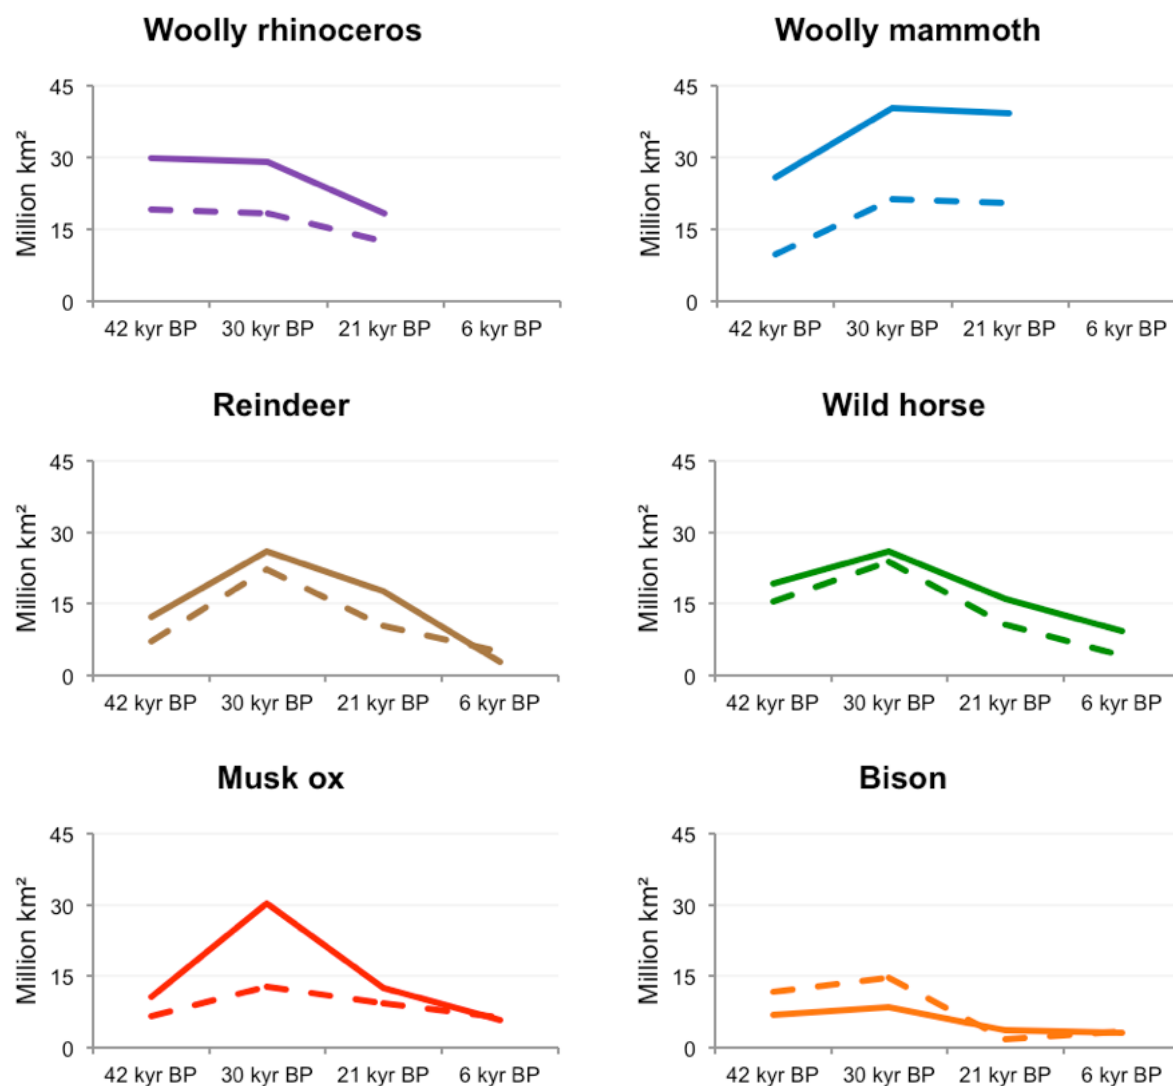 Woolly rhinoceros
Million km²
45
30
15
0
42 kyr BP 30 kyr BP 21 kyr BP 6 kyr BP
Woolly mammoth
Million km²
45
30
15
0
42 kyr BP 30 kyr BP 21 kyr BP 6 kyr BP
Reindeer
Million km²
45
30
15
0
42 kyr BP 30 kyr BP 21 kyr BP 6 kyr BP
Wild horse
Million km²
45
30
15
0
42 kyr BP 30 kyr BP 21 kyr BP 6 kyr BP
Musk ox
Million km²
45
30
15
0
42 kyr BP 30 kyr BP 21 kyr BP 6 kyr BP
Bison
Million km²
45
30
15
0
42 kyr BP 30 kyr BP 21 kyr BP 6 kyr BP